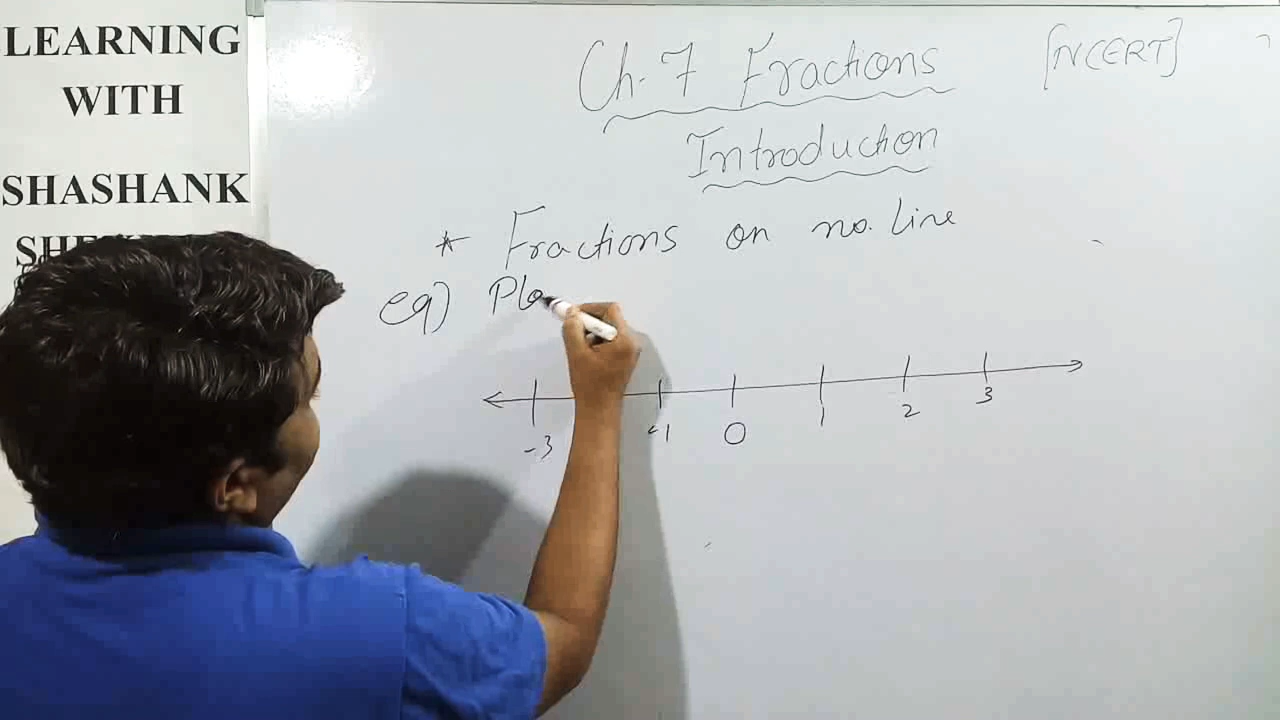 LEARNING
WITH
SHASHANK
Ch. 7 Fractions [NCERT]
Introduction
* Fractions on no. Line
eg) Plo
-3 -1 0 1 2 3